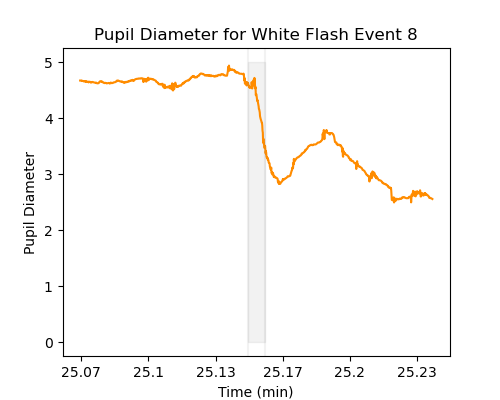 Pupil Diameter for White Flash Event 8
5
4
3
2
1
0
Pupil Diameter
25.07 25.1 25.13 25.17 25.2 25.23
Time (min)